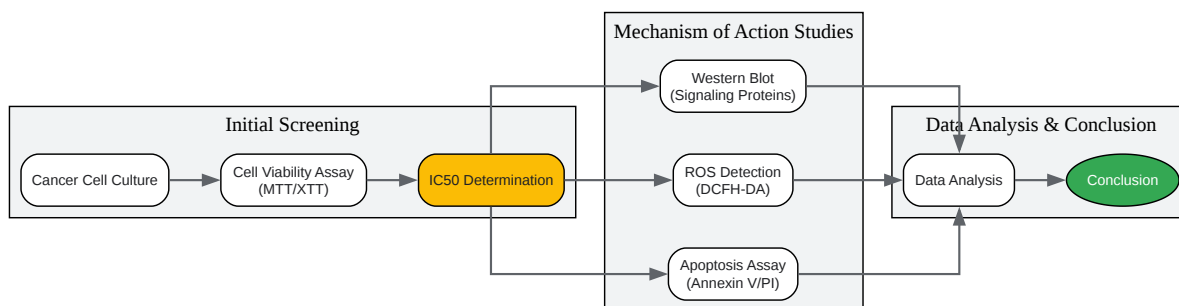 Mechanism of Action Studies
Western Blot
(Signaling Proteins)
Initial Screening
Data Analysis & Conclusion
Cancer Cell Culture
Cell Viability Assay
(MTT/XTT)
IC50 Determination
ROS Detection
(DCFH-DA)
Data Analysis
Conclusion
Apoptosis Assay
(Annexin V/PI)